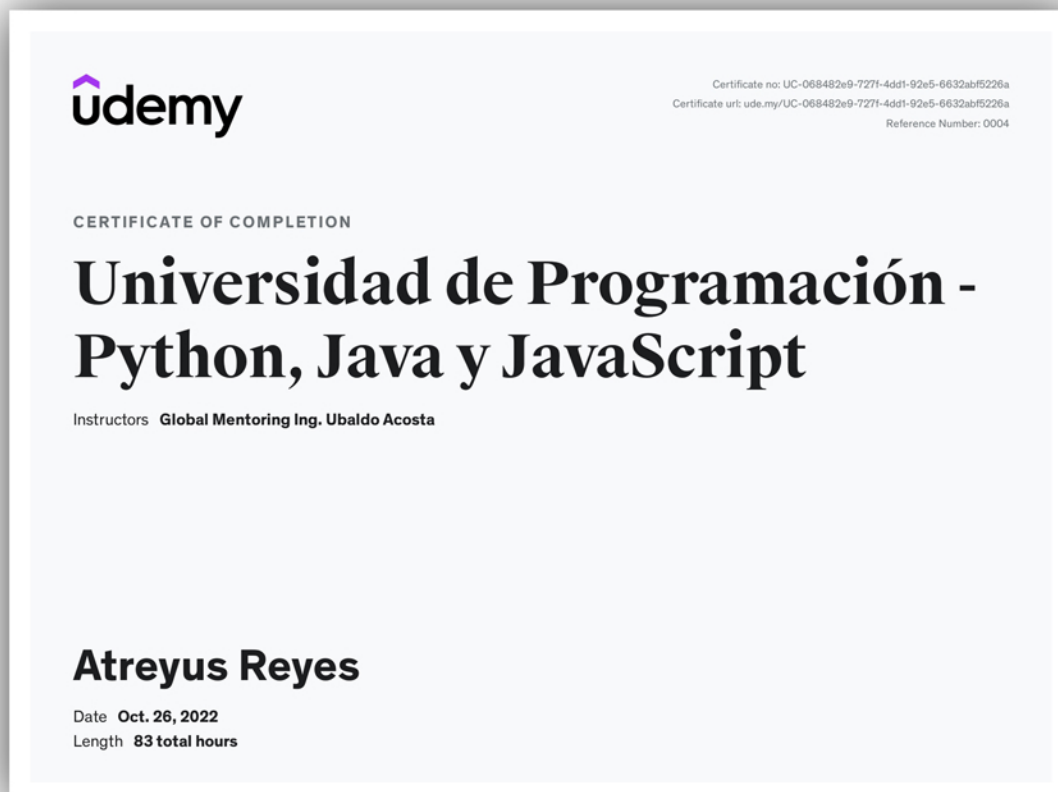 udemy
Certificate no: UC-068482e9-727f-4dd1-92e5-6632abf5226a
Certificate url: ude.my/UC-068482e9-727f-4dd1-92e5-6632abf5226a
Reference Number: 0004
CERTIFICATE OF COMPLETION
Universidad de Programación -
Python, Java y JavaScript
Instructors Global Mentoring Ing. Ubaldo Acosta
Atreyus Reyes
Date Oct. 26, 2022
Length 83 total hours